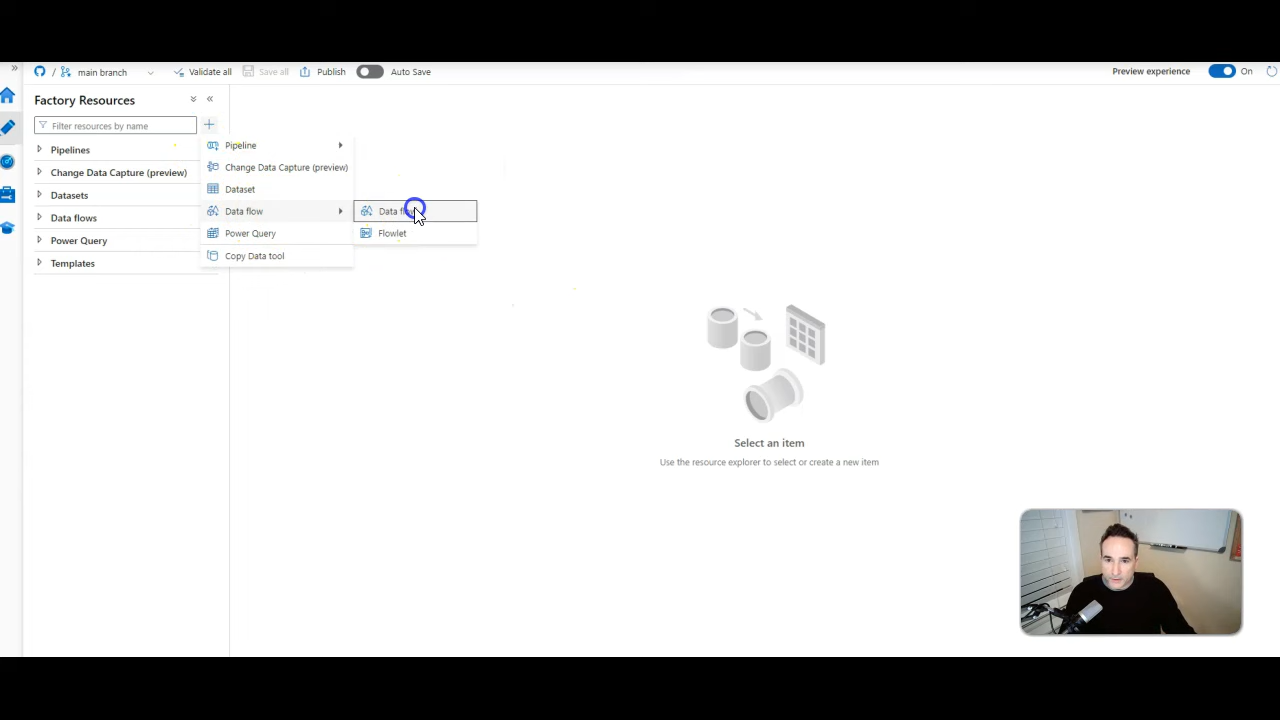 » / main branch Validate all Save all Publish Auto Save Preview experience On
Factory Resources
Filter resources by name
Pipelines
Change Data Capture (preview)
Datasets
Data flows
Power Query
Templates
Pipeline
Change Data Capture (preview)
Dataset
Data flow
Power Query
Copy Data tool
Data
Flowlet
Select an item
Use the resource explorer to select or create a new item